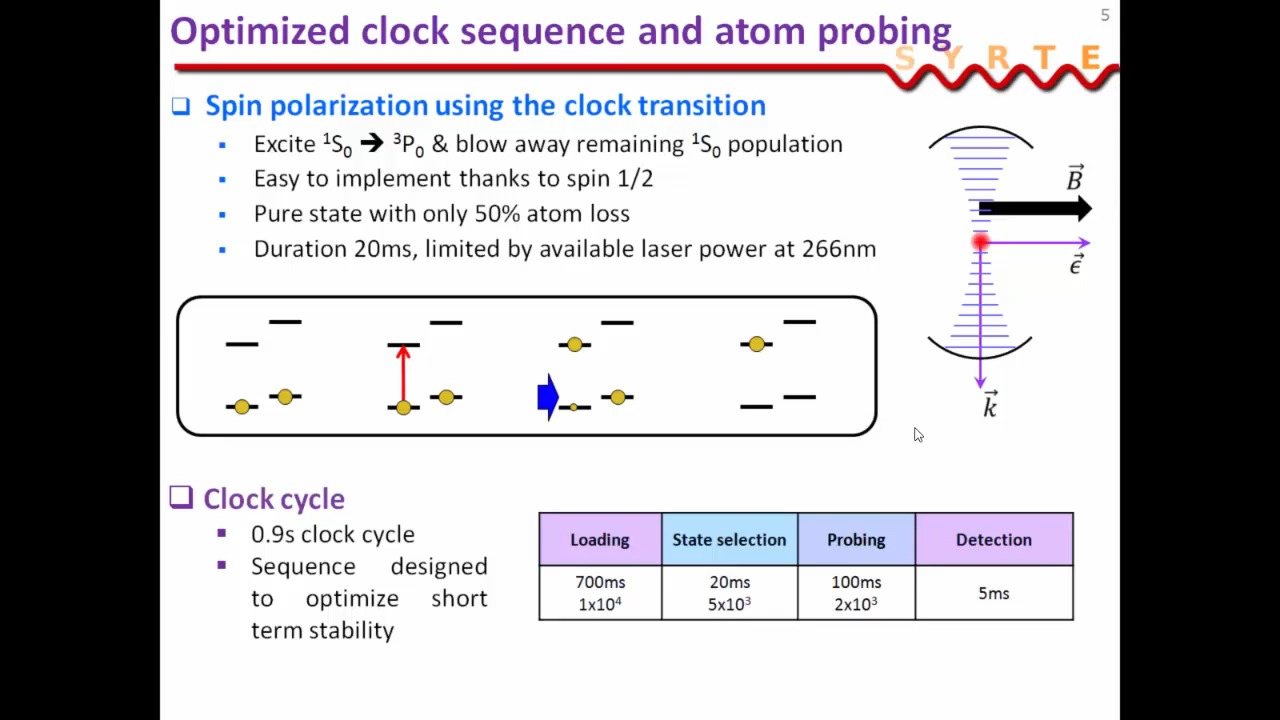 5
Optimized clock sequence and atom probing
SYRTE
❑ Spin polarization using the clock transition
▪ Excite ¹S₀ ➔ ³P₀ & blow away remaining ¹S₀ population
▪ Easy to implement thanks to spin 1/2
▪ Pure state with only 50% atom loss
▪ Duration 20ms, limited by available laser power at 266nm
B⃗
ϵ⃗
k⃗
❑ Clock cycle
▪ 0.9s clock cycle
▪ Sequence designed
to optimize short
term stability
Loading State selection Probing Detection
700ms 20ms 100ms 5ms
1x10⁴ 5x10³ 2x10³